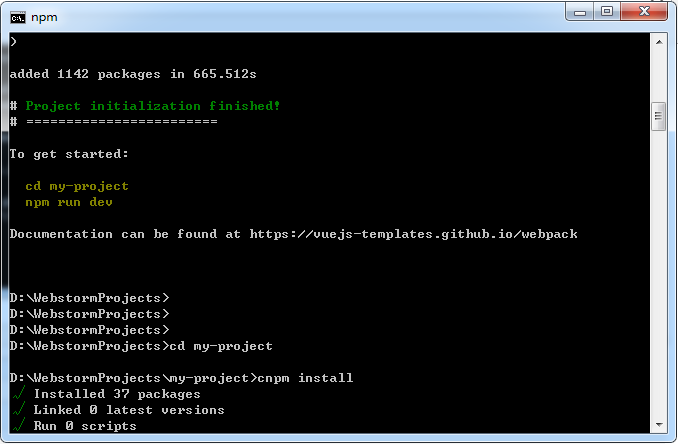 npm
>
added 1142 packages in 665.512s
# Project initialization finished!
# ========================
To get started:
cd my-project
npm run dev
Documentation can be found at https://vuejs-templates.github.io/webpack
D:\WebstormProjects>
D:\WebstormProjects>
D:\WebstormProjects>
D:\WebstormProjects>cd my-project
D:\WebstormProjects\my-project>cnpm install
√ Installed 37 packages
√ Linked 0 latest versions
√ Run 0 scripts